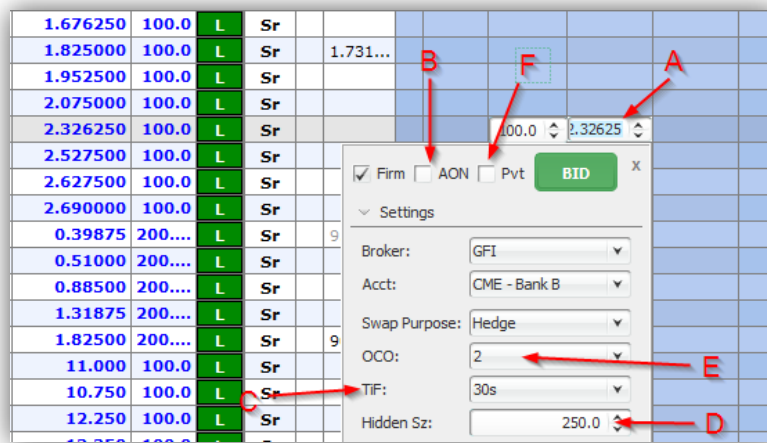 1.676250 100.0 L Sr
1.825000 100.0 L Sr 1.731...
B F A
1.952500 100.0 L Sr
2.075000 100.0 L Sr
2.326250 100.0 L Sr 100.0 2.32625
2.527500 100.0 L Sr
2.627500 100.0 L Sr
Firm AON Pvt BID x
2.690000 100.0 L Sr
Settings
0.39875 200.... L Sr 9
Broker: GFI
0.51000 200.... L Sr
0.88500 200.... L Sr
Acct: CME - Bank B
1.31875 200.... L Sr
Swap Purpose: Hedge
1.82500 200.... L Sr 9
OCO: 2 E
11.000 100.0 L Sr
10.750 100.0 L C Sr
TiF: 30s
12.250 100.0 L Sr
Hidden Sz: 250.0 D